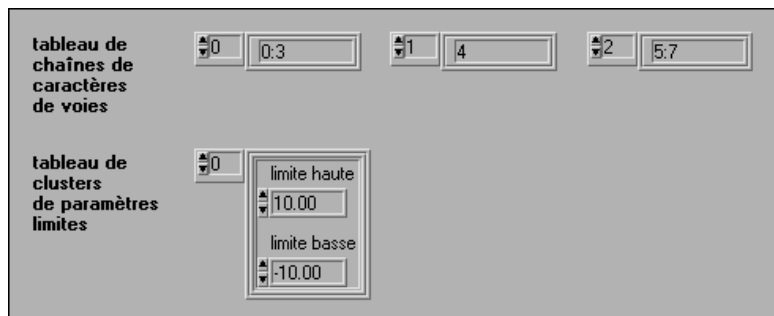 tableau de
chaînes de
caractères
de voies
0
0:3
1
4
2
5:7
tableau de
clusters
de paramètres
limites
0
limite haute
10.00
limite basse
-10.00